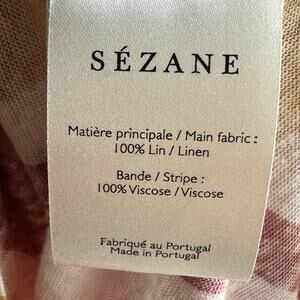 SÉZANE
Matière principale / Main fabric :
100% Lin / Linen
Bande / Stripe :
100% Viscose / Viscose
Fabriqué au Portugal
Made in Portugal